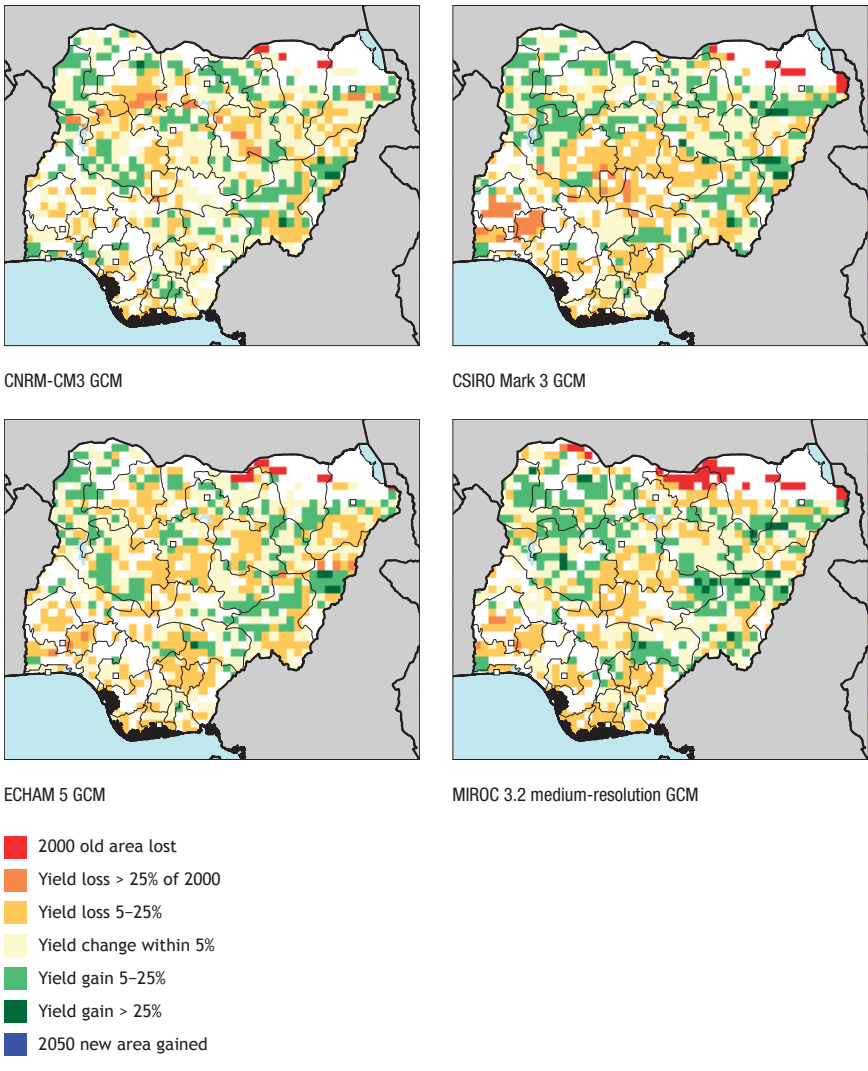 CNRM-CM3 GCM
CSIRO Mark 3 GCM
ECHAM 5 GCM
MIROC 3.2 medium-resolution GCM
2000 old area lost
Yield loss > 25% of 2000
Yield loss 5–25%
Yield change within 5%
Yield gain 5–25%
Yield gain > 25%
2050 new area gained